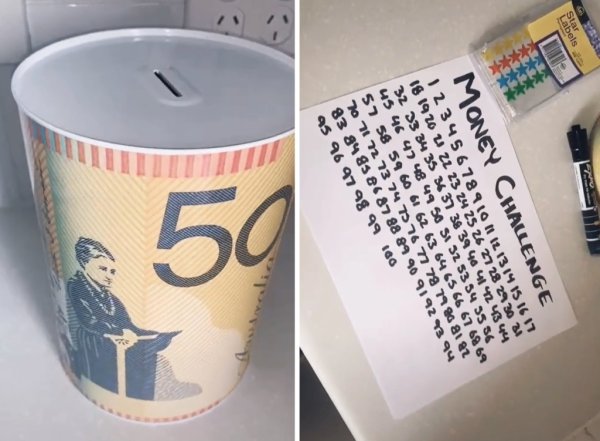 50
Australia
Star
Labels
MONEY CHALLENGE
1 2 3 4 5 6 7 8 9 10 11 12 13 14 15 16 17
18 19 20 21 22 23 24 25 26 27 28 29 30 31
32 33 34 35 36 37 38 39 40 41 42 43 44
45 46 47 48 49 50 51 52 53 54 55 56
57 58 59 60 61 62 63 64 65 66 67 68 69
70 71 72 73 74 75 76 77 78 79 80 81 82
83 84 85 86 87 88 89 90 91 92 93 94
95 96 97 98 99 100